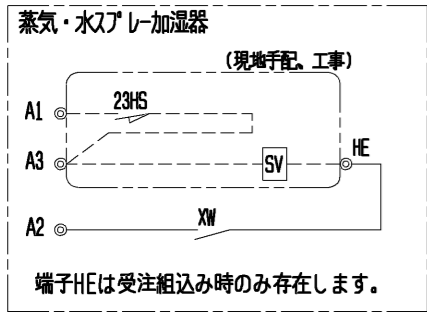 蒸気・水スプレー加湿器
(現地手配、工事)
A1
23HS
A3
SV
HE
A2
XW
端子HEは受注組込み時のみ存在します。